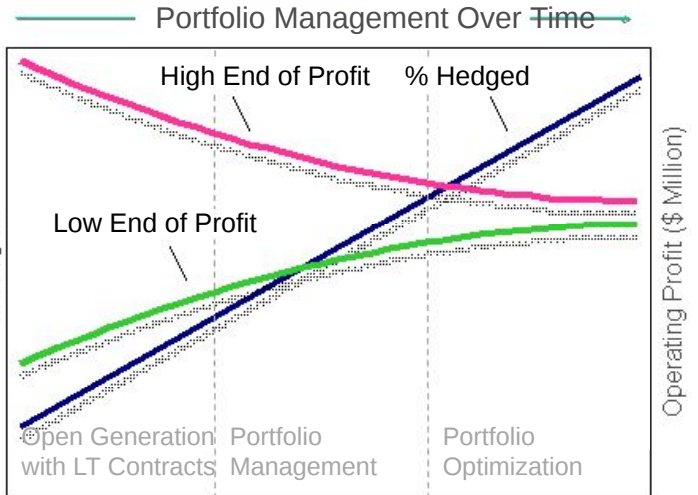 Portfolio Management Over Time
High End of Profit
% Hedged
Low End of Profit
Operating Profit ($ Million)
Open Generation
with LT Contracts
Portfolio
Management
Portfolio
Optimization